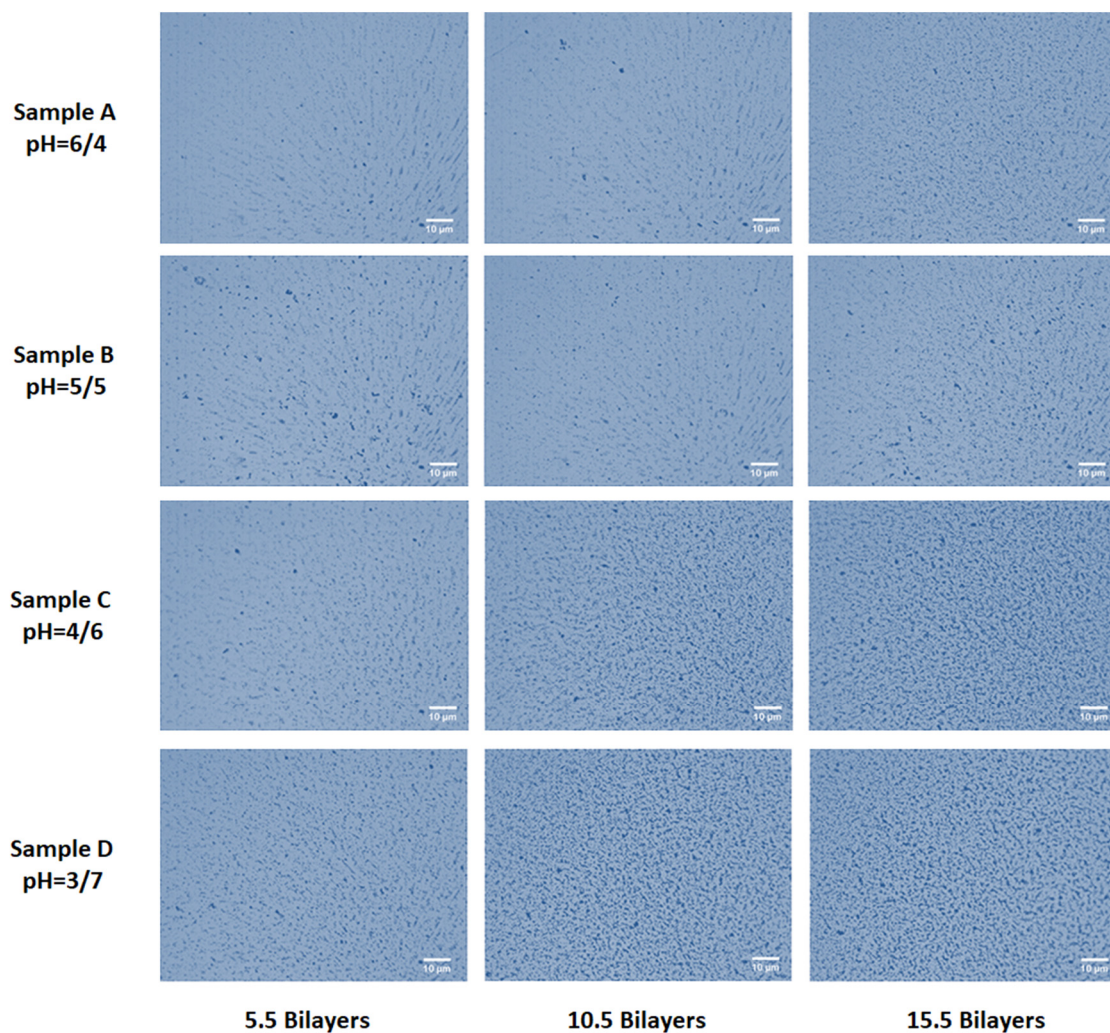 Sample A
pH=6/4
10 µm
10 µm
10 µm
Sample B
pH=5/5
10 µm
10 µm
10 µm
Sample C
pH=4/6
10 µm
10 µm
10 µm
Sample D
pH=3/7
10 µm
10 µm
10 µm
5.5 Bilayers
10.5 Bilayers
15.5 Bilayers